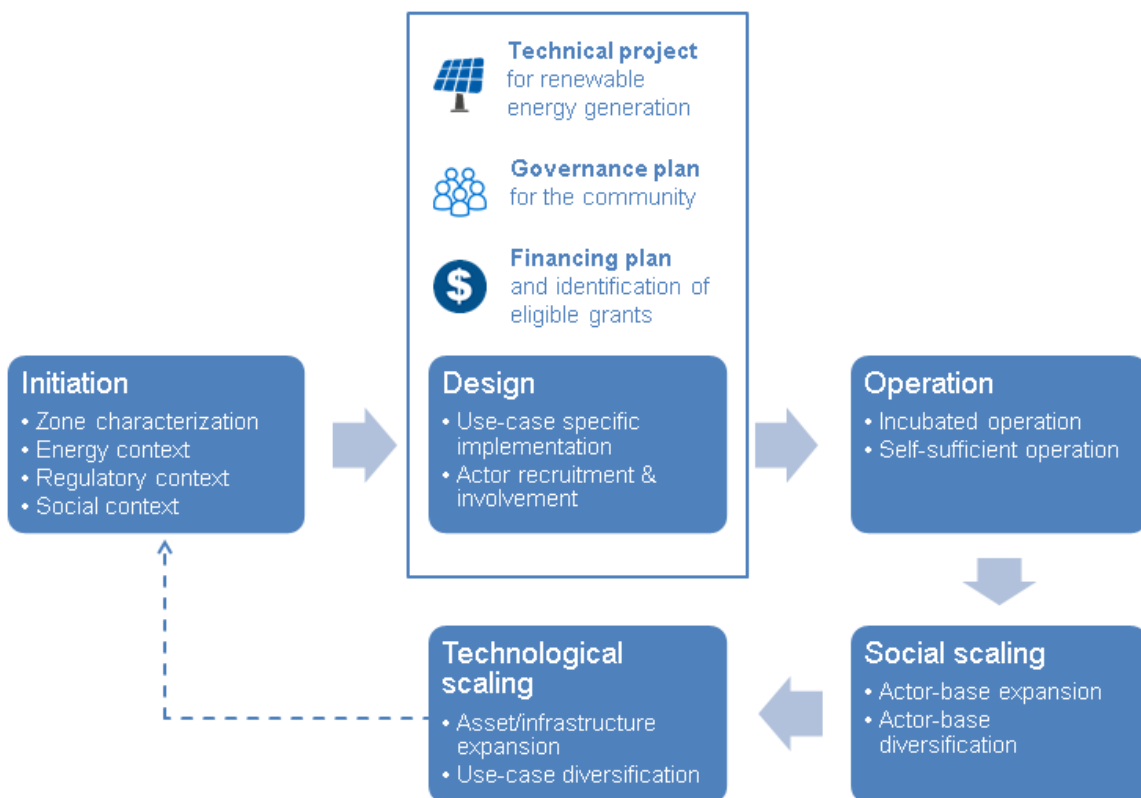 Technical project
for renewable
energy generation
Governance plan
for the community
$
Financing plan
and identification of
eligible grants
Initiation
• Zone characterization
• Energy context
• Regulatory context
• Social context
Design
• Use-case specific
implementation
• Actor recruitment &
involvement
Operation
• Incubated operation
• Self-sufficient operation
Social scaling
• Actor-base expansion
• Actor-base
diversification
Technological
scaling
• Asset/infrastructure
expansion
• Use-case diversification